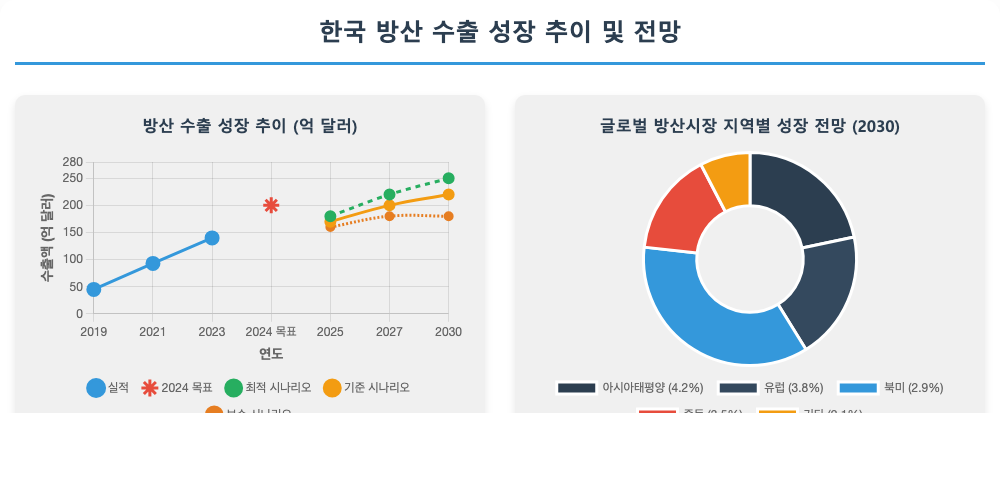 한국 방산 수출 성장 추이 및 전망
방산 수출 성장 추이 (억 달러)
280
250
200
150
100
50
0
수출액 (억 달러)
2019 2021 2023 2024 목표 2025 2027 2030
연도
실적 2024 목표 최적 시나리오 기준 시나리오
시나리오
글로벌 방산시장 지역별 성장 전망 (2030)
아시아태평양 (4.2%) 유럽 (3.8%) 북미 (2.9%)